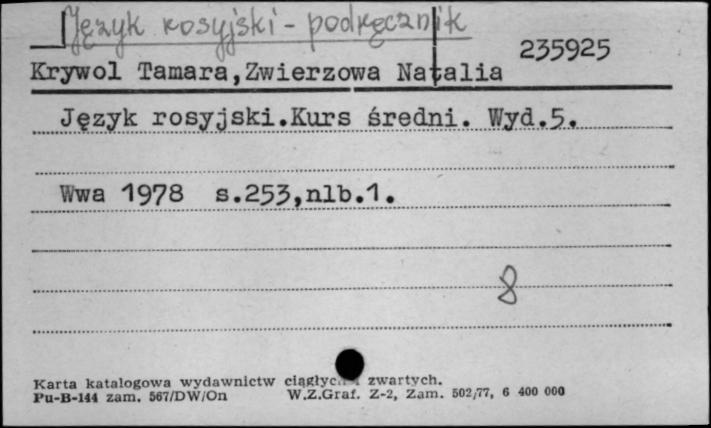 Język rosyjski - podręcznik
235925
Krywol Tamara,Zwierzowa Natalia
Język rosyjski.Kurs średni. Wyd.5.
Wwa 1978 s.253,nlb.1.
8
Karta katalogowa wydawnictw ciągłych i zwartych.
Pu-B-144 zam. 567/DW/On W.Z.Graf. Z-2, Zam. 502/77, 6 400 000